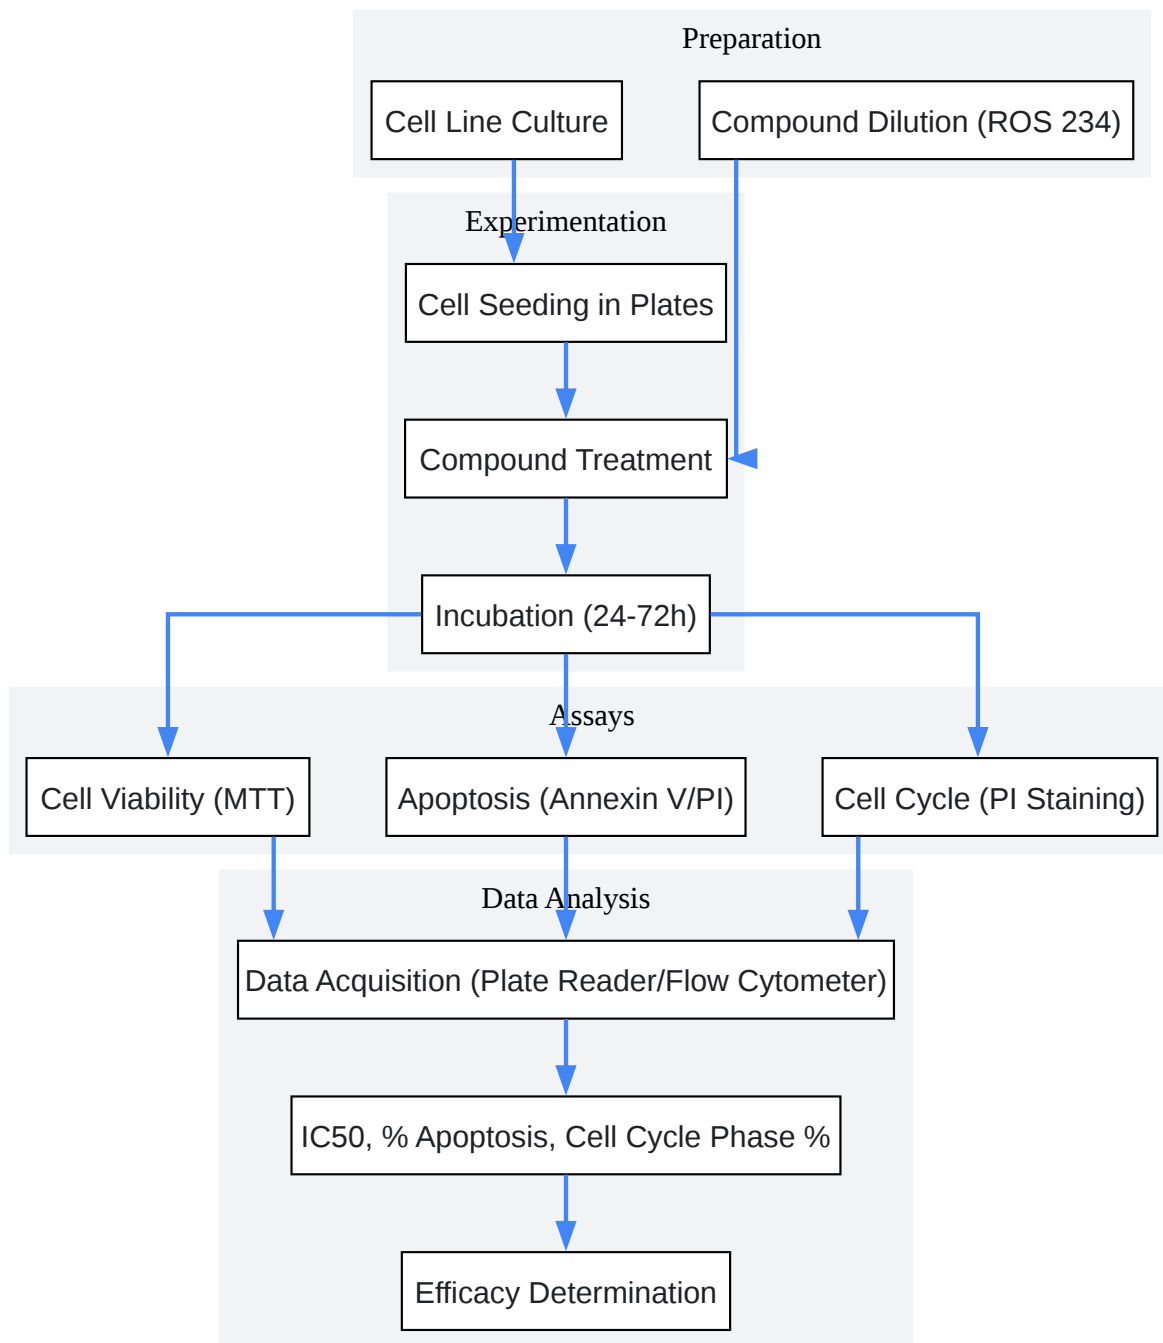 Preparation
Cell Line Culture
Compound Dilution (ROS 234)
Experimentation
Cell Seeding in Plates
Compound Treatment
Incubation (24-72h)
Assays
Cell Viability (MTT)
Apoptosis (Annexin V/PI)
Cell Cycle (PI Staining)
Data Analysis
Data Acquisition (Plate Reader/Flow Cytometer)
IC50, % Apoptosis, Cell Cycle Phase %
Efficacy Determination